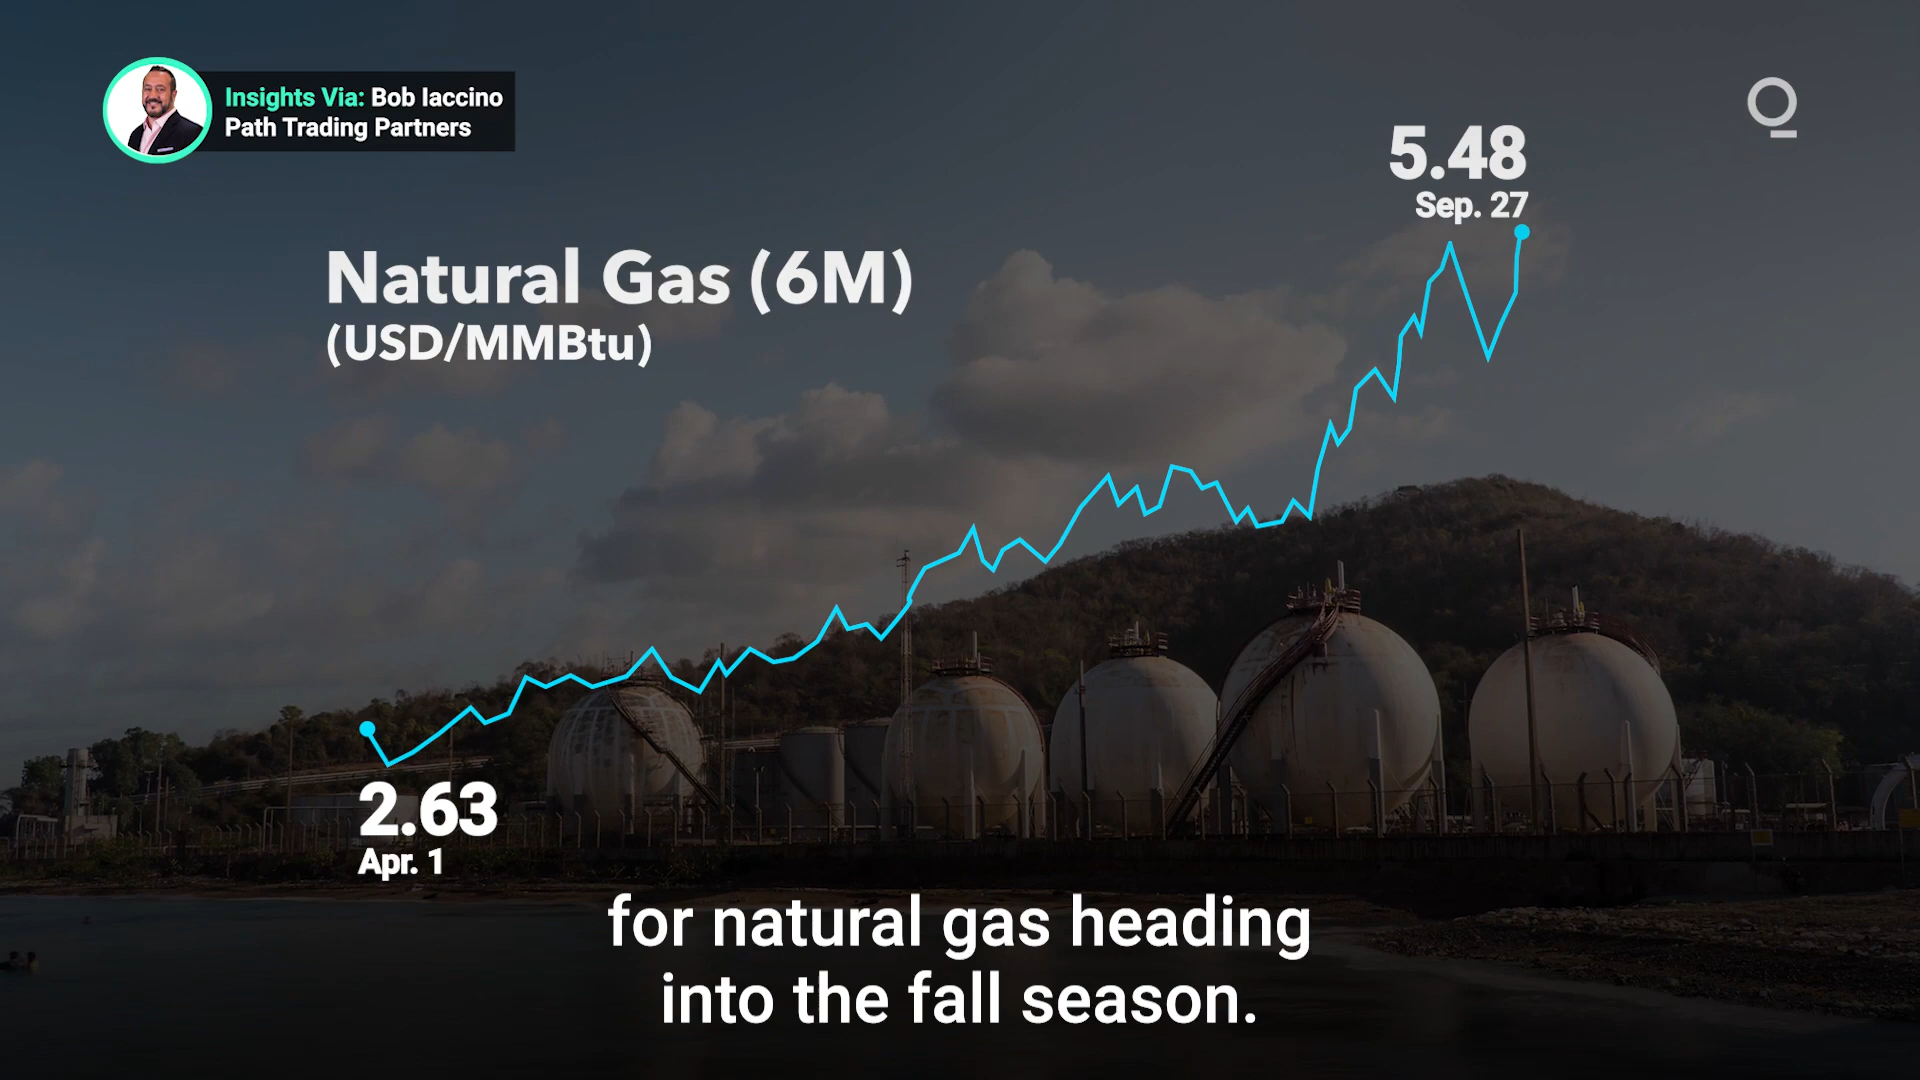 Insights Via: Bob Iaccino
Path Trading Partners
5.48
Sep. 27
Natural Gas (6M)
(USD/MMBtu)
2.63
Apr. 1
for natural gas heading
into the fall season.